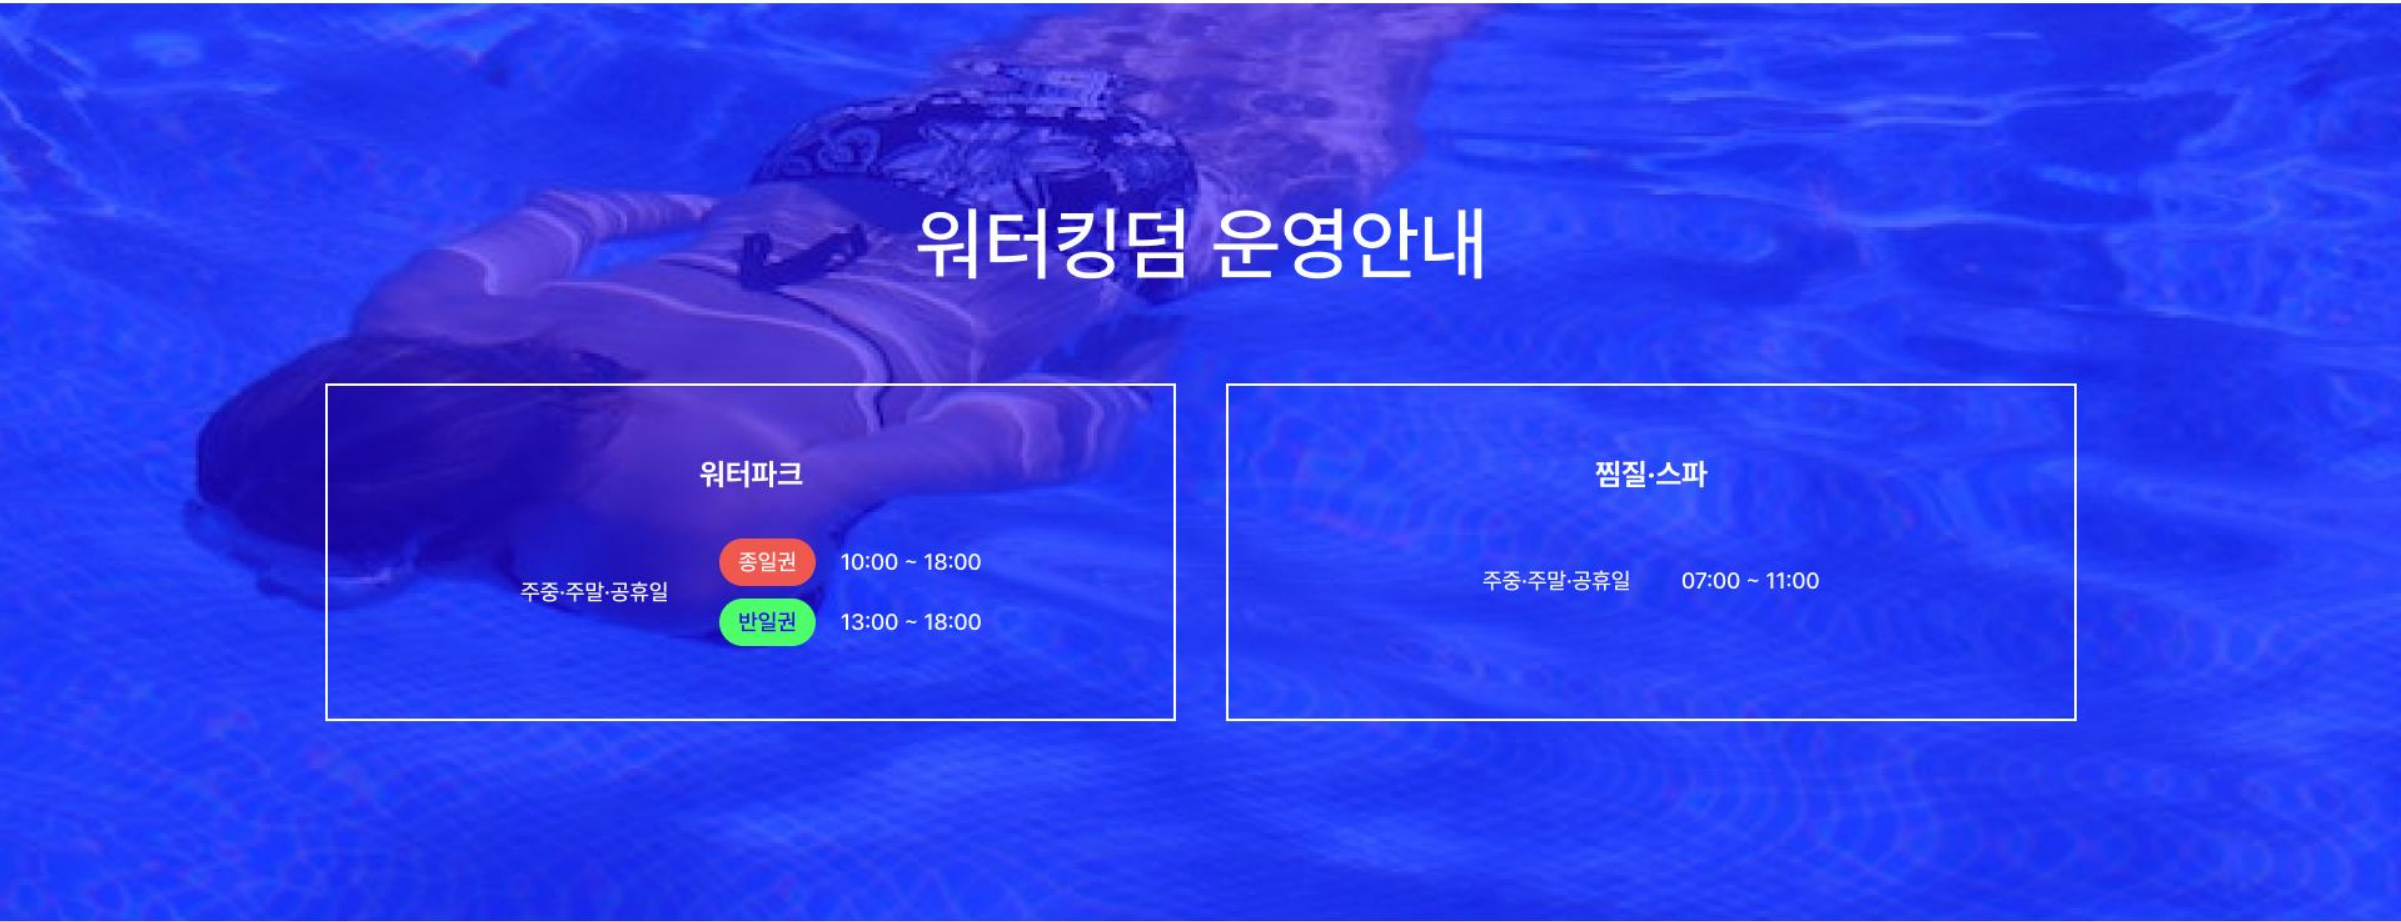 워터킹덤 운영안내
워터파크
주중·주말·공휴일
종일권 10:00 ~ 18:00
반일권 13:00 ~ 18:00
찜질·스파
주중·주말·공휴일 07:00 ~ 11:00